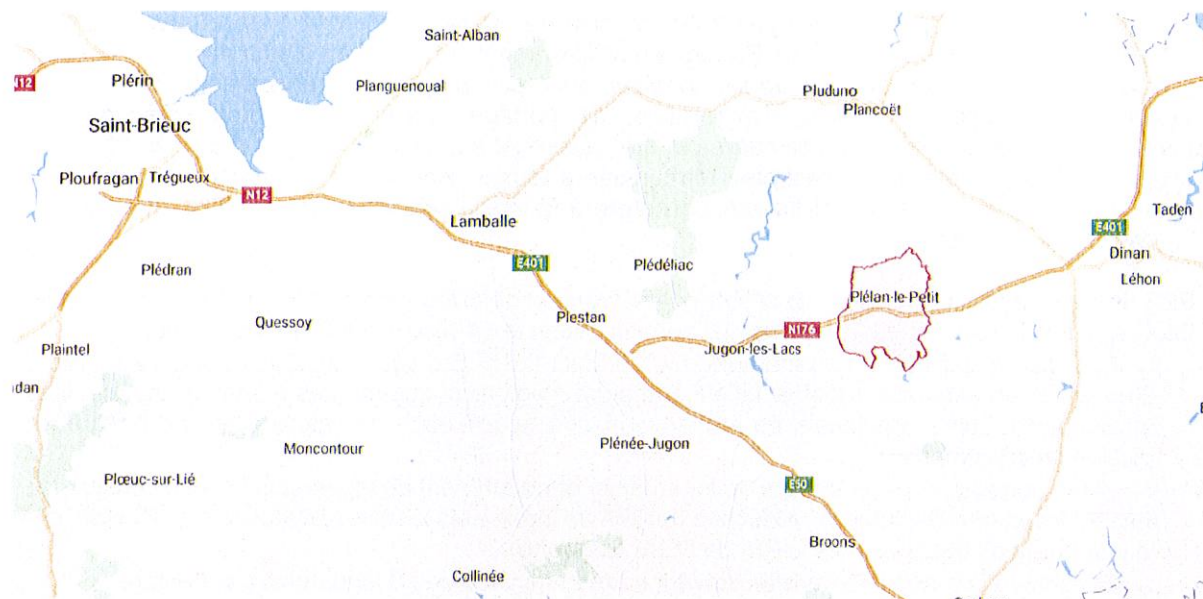 Saint-Alban
N12
Plérin
Planguenoual
Pluduno
Plancoët
Saint-Brieuc
Ploufragan
Trégueux
N12
Lamballe
Taden
E401
Dinan
Plédran
E401
Plédéliac
Léhon
Plélan-le-Petit
Quessoy
Plestan
N176
Plaintel
Jugon-les-Lacs
dan
Plénée-Jugon
Moncontour
Plœuc-sur-Lié
E50
Broons
Collinée